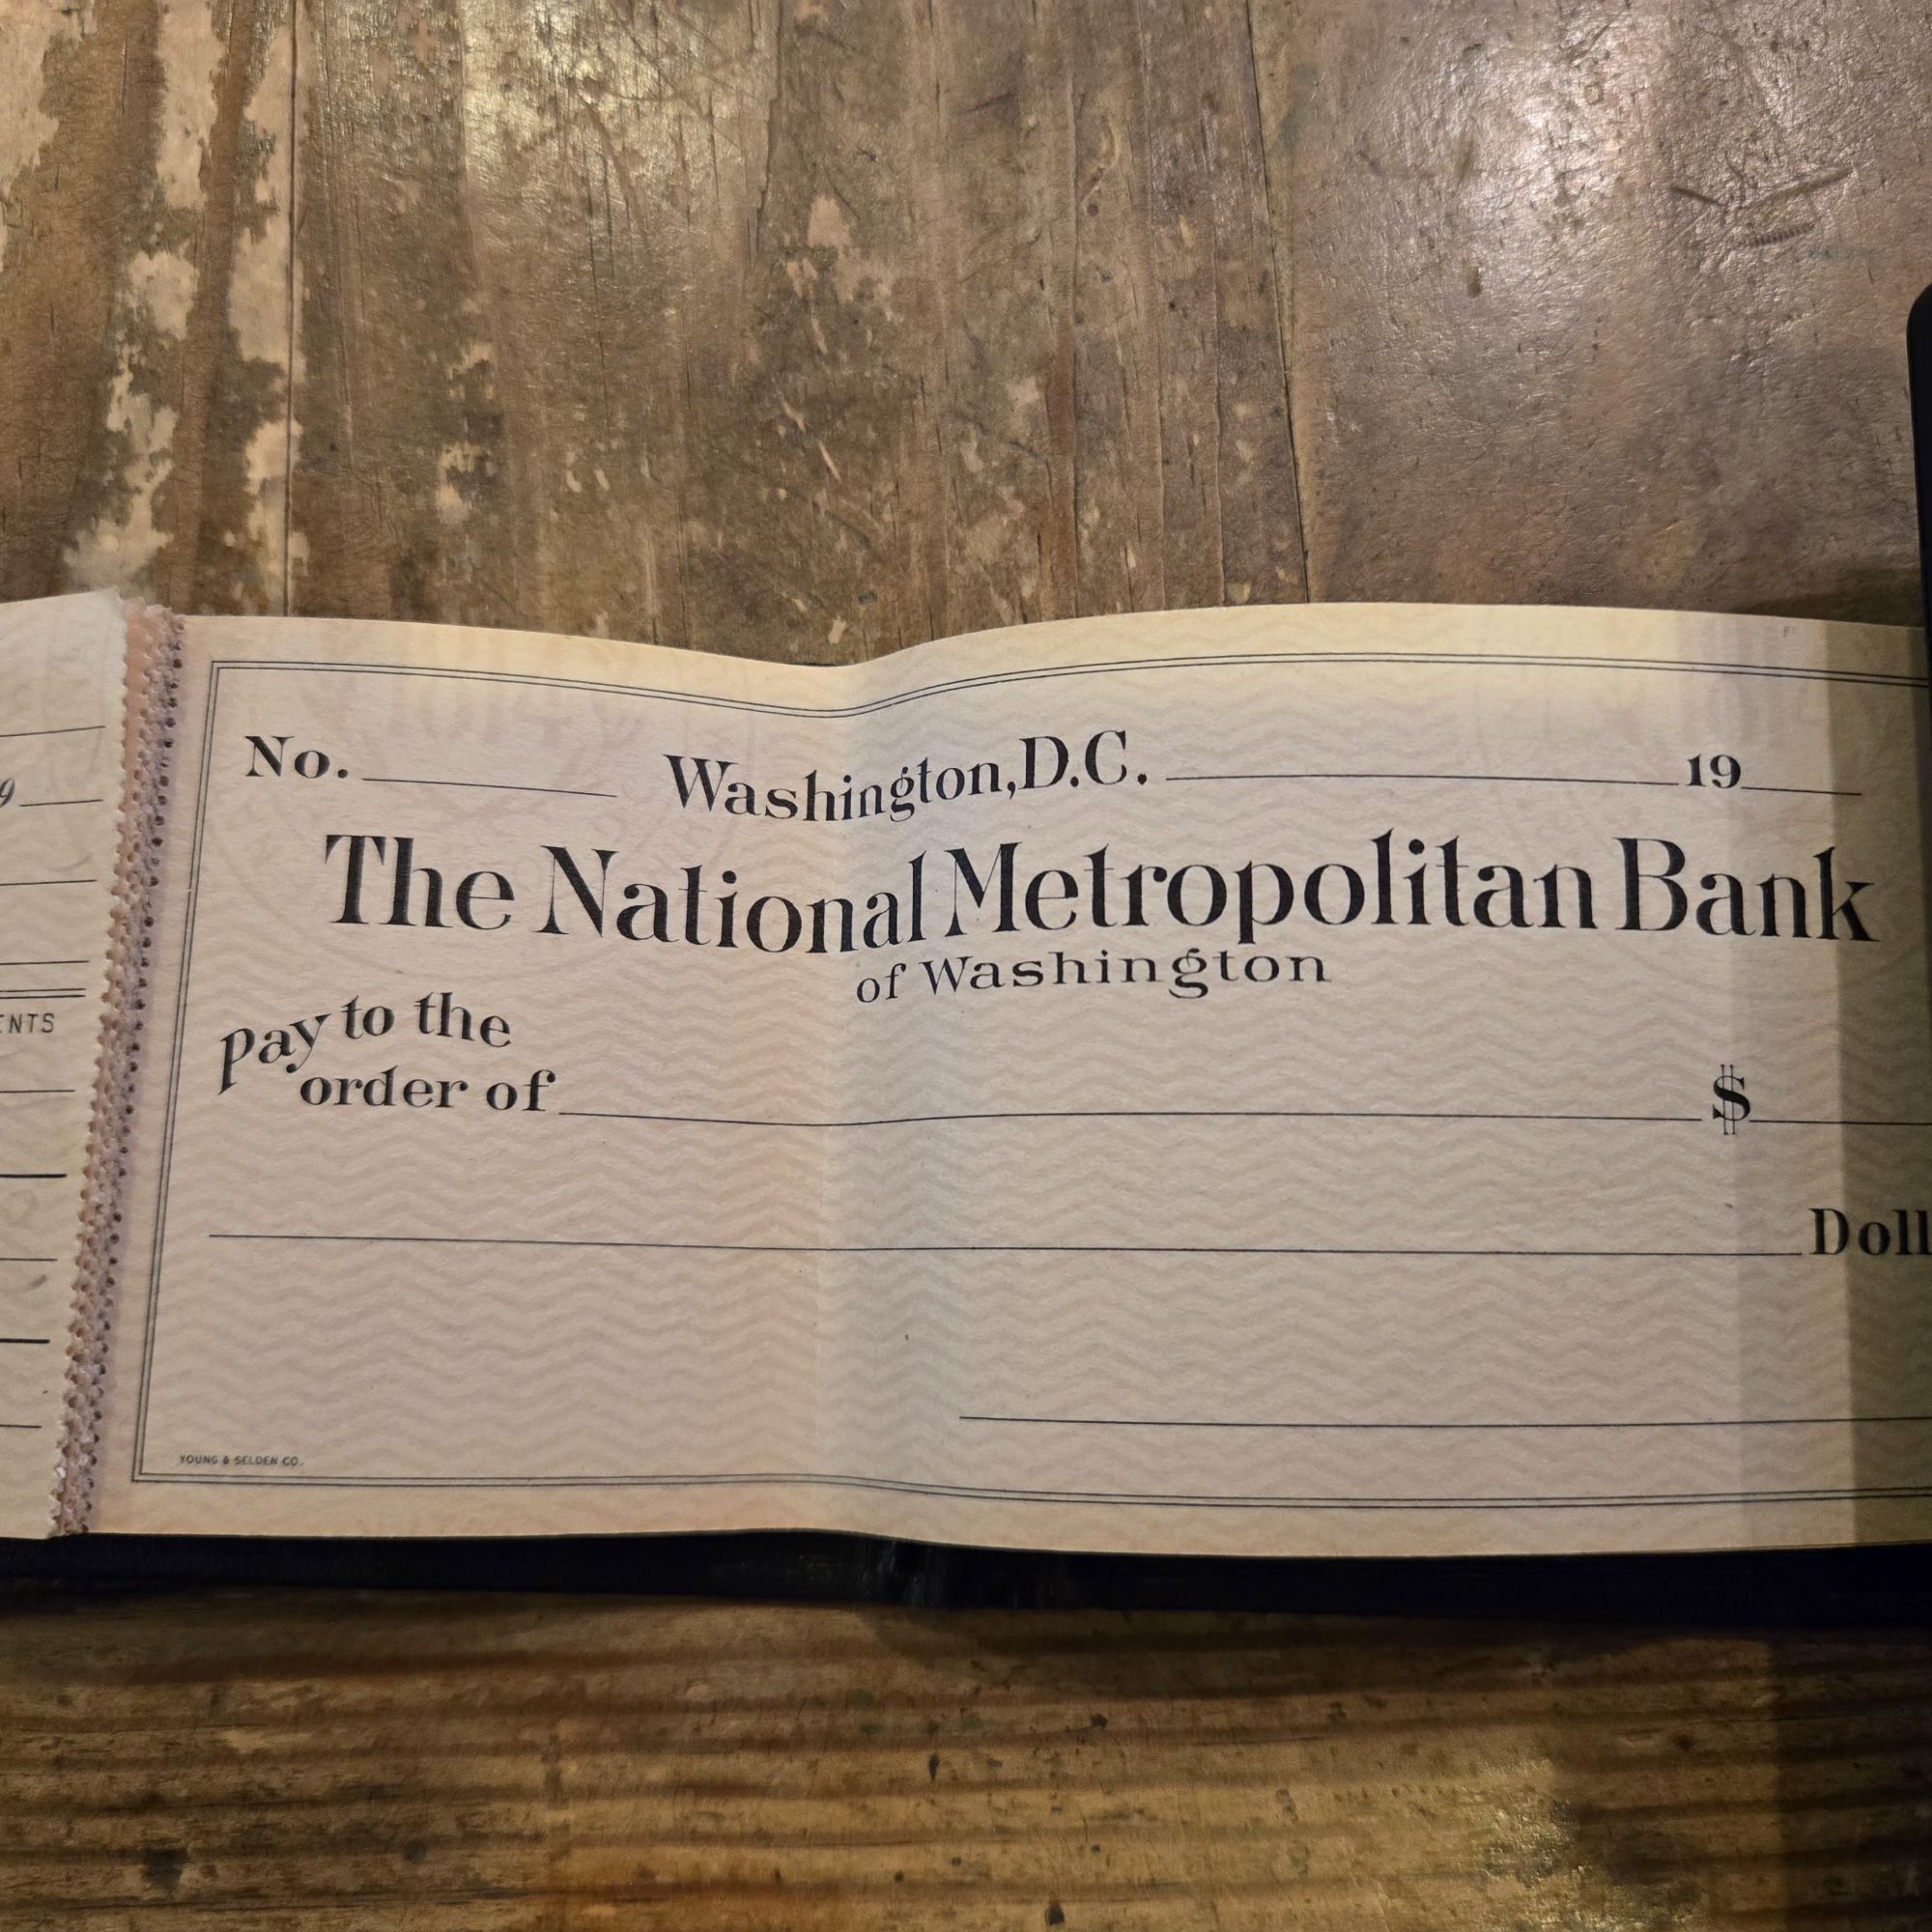 No. Washington, D.C. 19
The National Metropolitan Bank
of Washington
pay to the
order of $
Doll
YOUNG & SELDEN CO.
9
ENTS